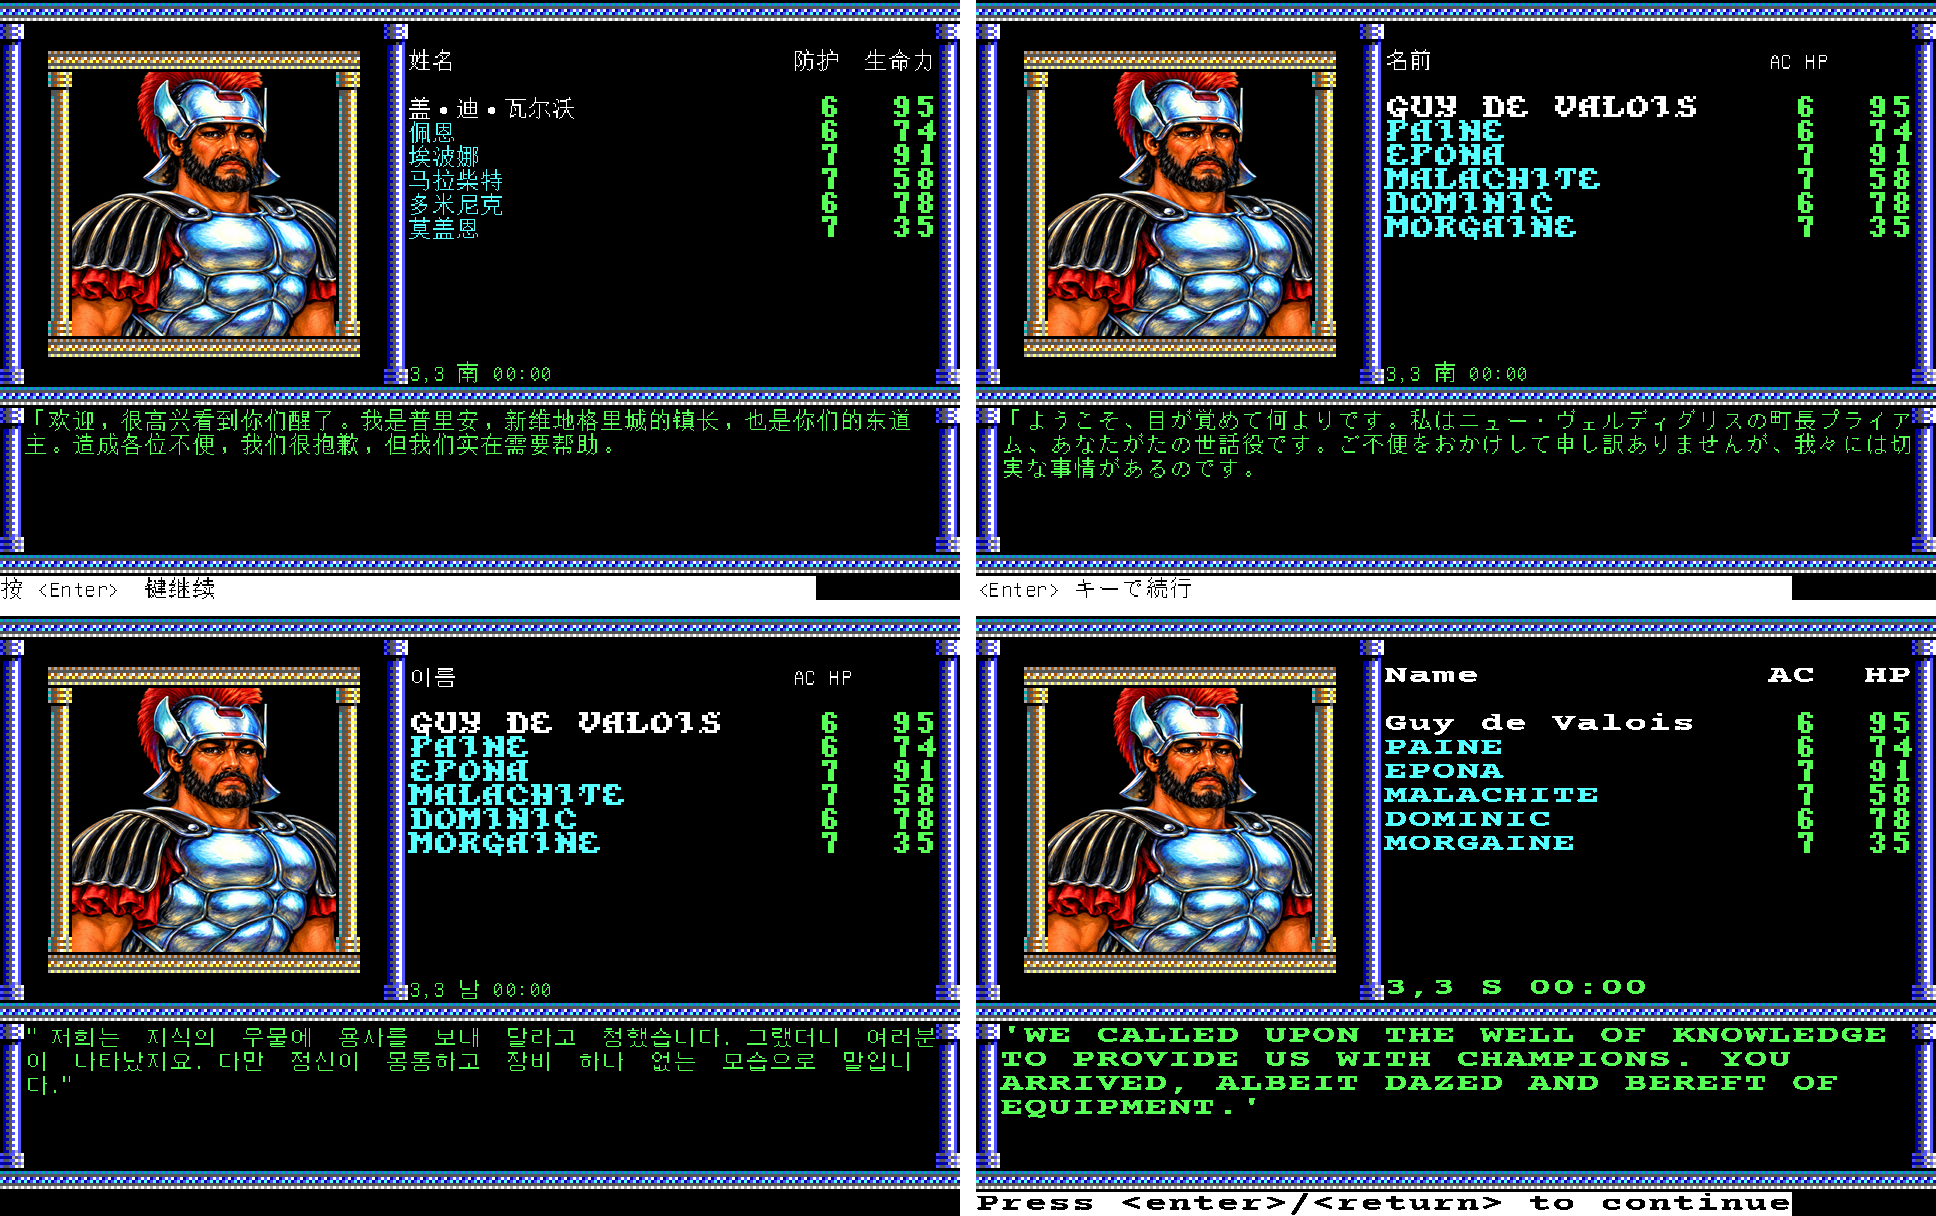 姓名 防护 生命力
盖・迪・瓦尔沃 6 95
佩恩 6 74
埃波娜 7 91
马拉柴特 7 58
多米尼克 6 78
莫盖恩 7 35
3,3 南 00:00
「欢迎，很高兴看到你们醒了。我是普里安，新维地格里城的镇长，也是你们的东道
主。造成各位不便，我们很抱歉，但我们实在需要帮助。
按 <Enter> 键继续
名前 AC HP
GUY DE VALOIS 6 95
PAINE 6 74
EPONA 7 91
MALACHITE 7 58
DOMINIC 6 78
MORGAINE 7 35
3,3 南 00:00
「ようこそ、目が覚めて何よりです。私はニュー・ヴェルディグリスの町長プライア
ム、あなたがたの世話役です。ご不便をおかけして申し訳ありませんが、我々には切
実な事情があるのです。
<Enter> キーで続行
이름 AC HP
GUY DE VALOIS 6 95
PAINE 6 74
EPONA 7 91
MALACHITE 7 58
DOMINIC 6 78
MORGAINE 7 35
3,3 남 00:00
"저희는 지식의 우물에 용사를 보내 달라고 청했습니다. 그랬더니 여러분
이 나타났지요. 다만 정신이 몽통하고 장비 하나 없는 모습으로 말입니
다."
Name AC HP
Guy de Valois 6 95
PAINE 6 74
EPONA 7 91
MALACHITE 7 58
DOMINIC 6 78
MORGAINE 7 35
3,3 S 00:00
'WE CALLED UPON THE WELL OF KNOWLEDGE
TO PROVIDE US WITH CHAMPIONS. YOU
ARRIVED, ALBEIT DAZED AND BEREFT OF
EQUIPMENT.'
Press <enter>/<return> to continue